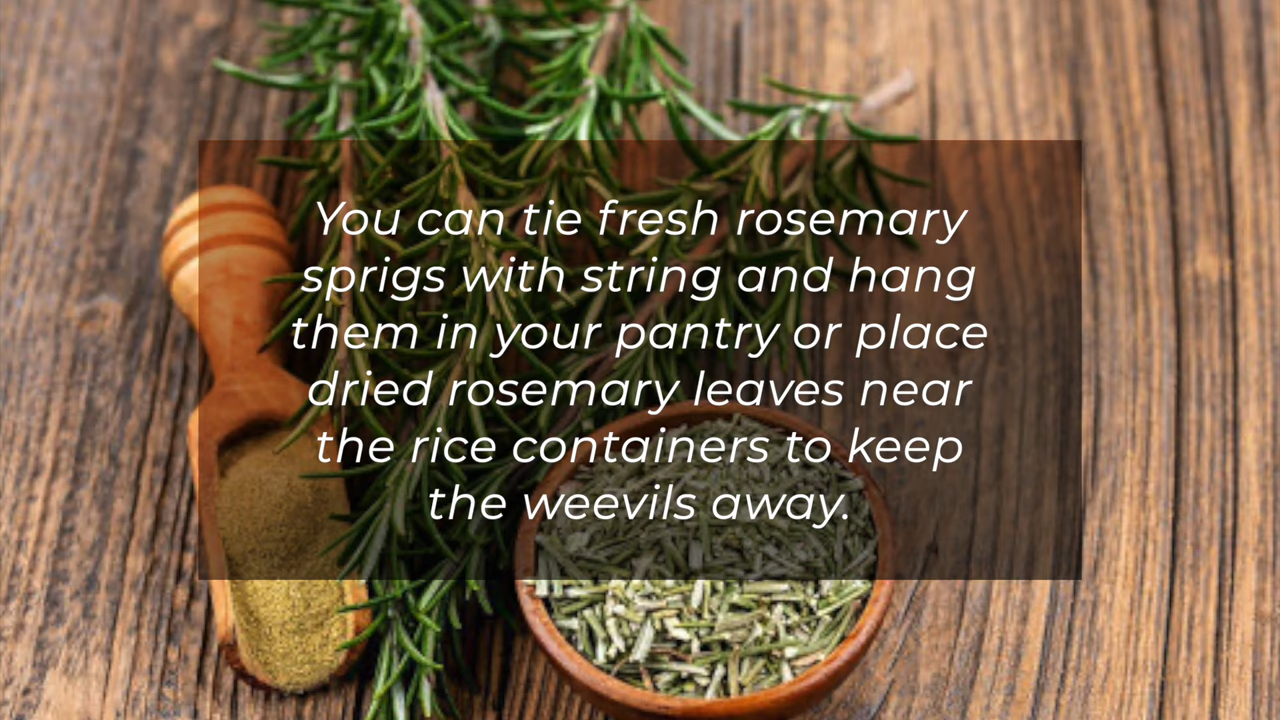 You can tie fresh rosemary
sprigs with string and hang
them in your pantry or place
dried rosemary leaves near
the rice containers to keep
the weevils away.